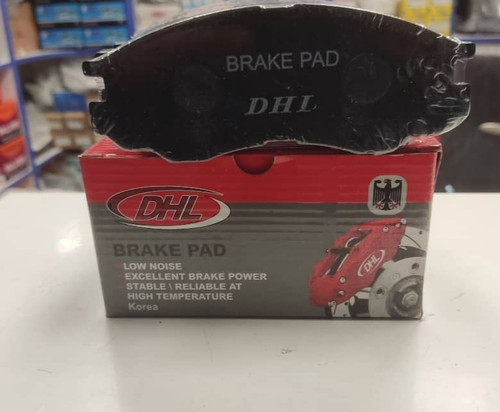 BRAKE PAD
DHL
DHL
BRAKE PAD
LOW NOISE
EXCELLENT BRAKE POWER
STABLE \ RELIABLE AT
HIGH TEMPERATURE
Korea
DHL